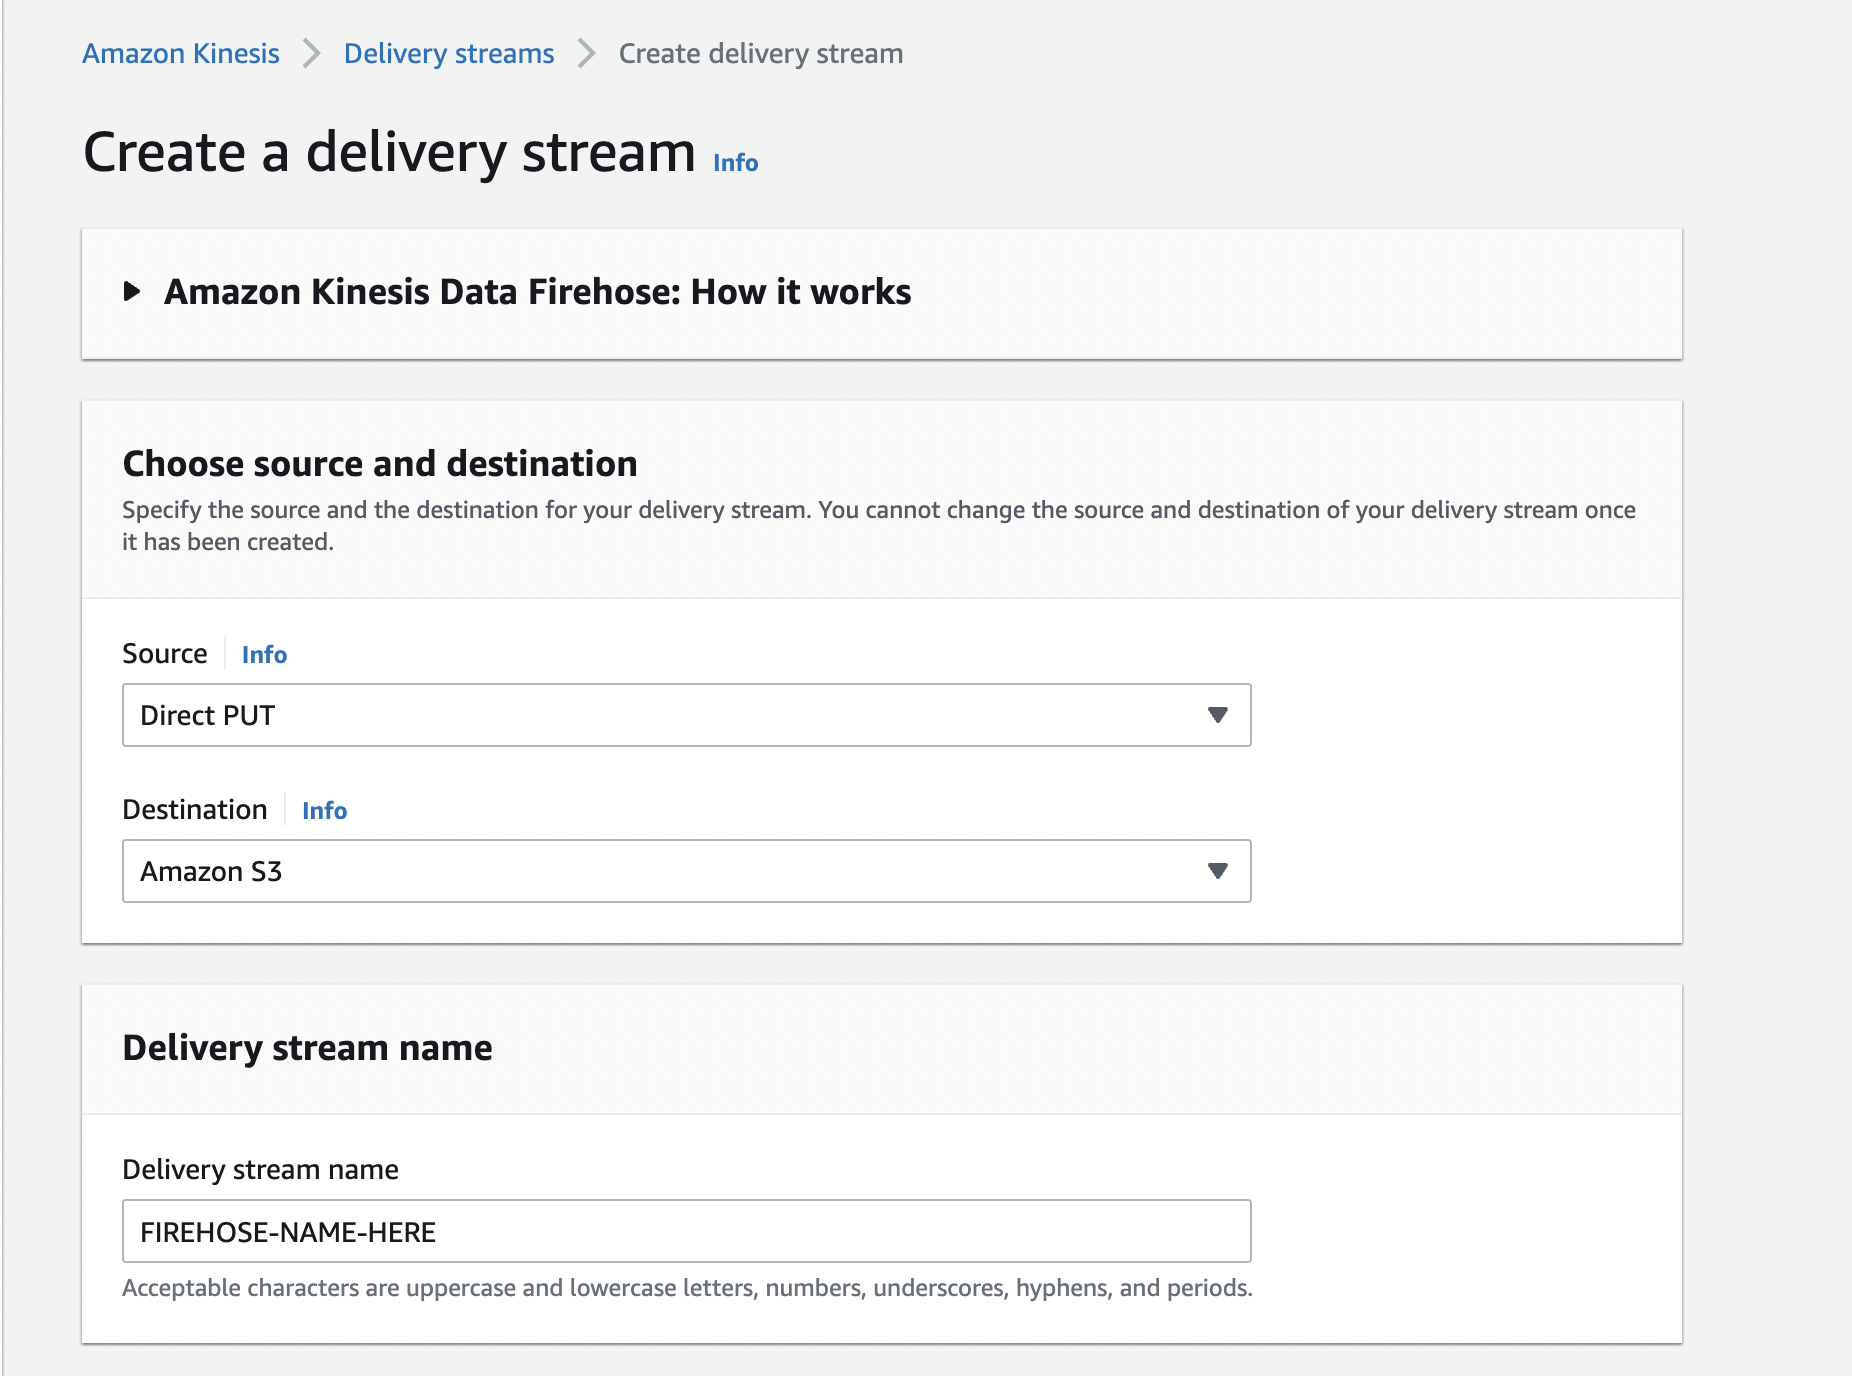 Amazon Kinesis > Delivery streams > Create delivery stream
Create a delivery stream Info
Amazon Kinesis Data Firehose: How it works
Choose source and destination
Specify the source and the destination for your delivery stream. You cannot change the source and destination of your delivery stream once
it has been created.
Source Info
Direct PUT
Destination Info
Amazon S3
Delivery stream name
Delivery stream name
FIREHOSE-NAME-HERE
Acceptable characters are uppercase and lowercase letters, numbers, underscores, hyphens, and periods.